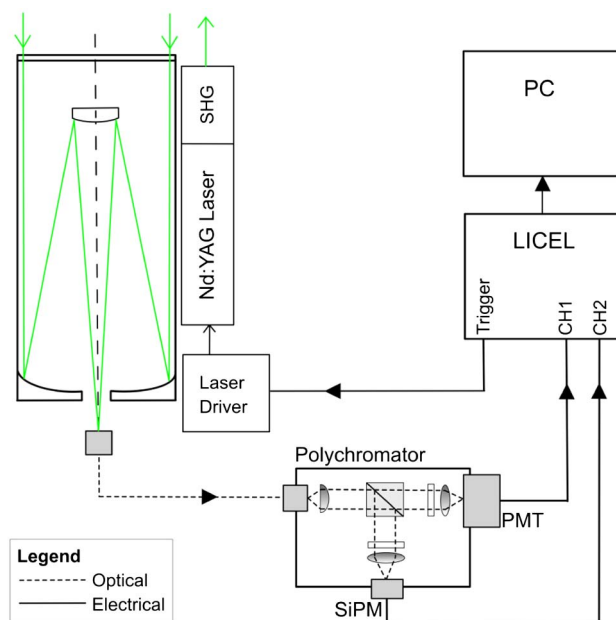 PC
SHG
Nd:YAG Laser
LICEL
Trigger
CH1
CH2
Laser
Driver
Polychromator
PMT
SiPM
Legend
Optical
Electrical